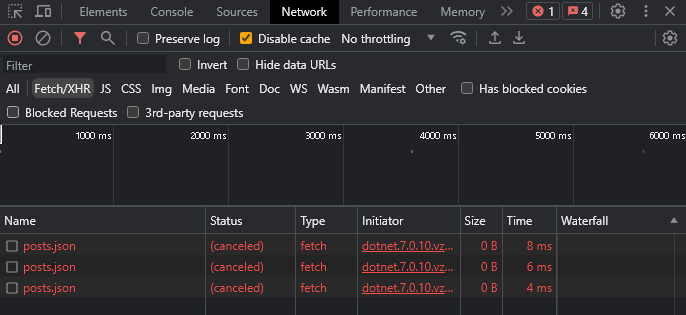 Elements Console Sources Network Performance Memory 1 4
Preserve log Disable cache No throttling
Filter Invert Hide data URLs
All Fetch/XHR JS CSS Img Media Font Doc WS Wasm Manifest Other Has blocked cookies
Blocked Requests 3rd-party requests
1000 ms 2000 ms 3000 ms 4000 ms 5000 ms 6000 ms
Name Status Type Initiator Size Time Waterfall
posts.json (canceled) fetch dotnet.7.0.10.vz... 0 B 8 ms
posts.json (canceled) fetch dotnet.7.0.10.vz... 0 B 6 ms
posts.json (canceled) fetch dotnet.7.0.10.vz... 0 B 4 ms